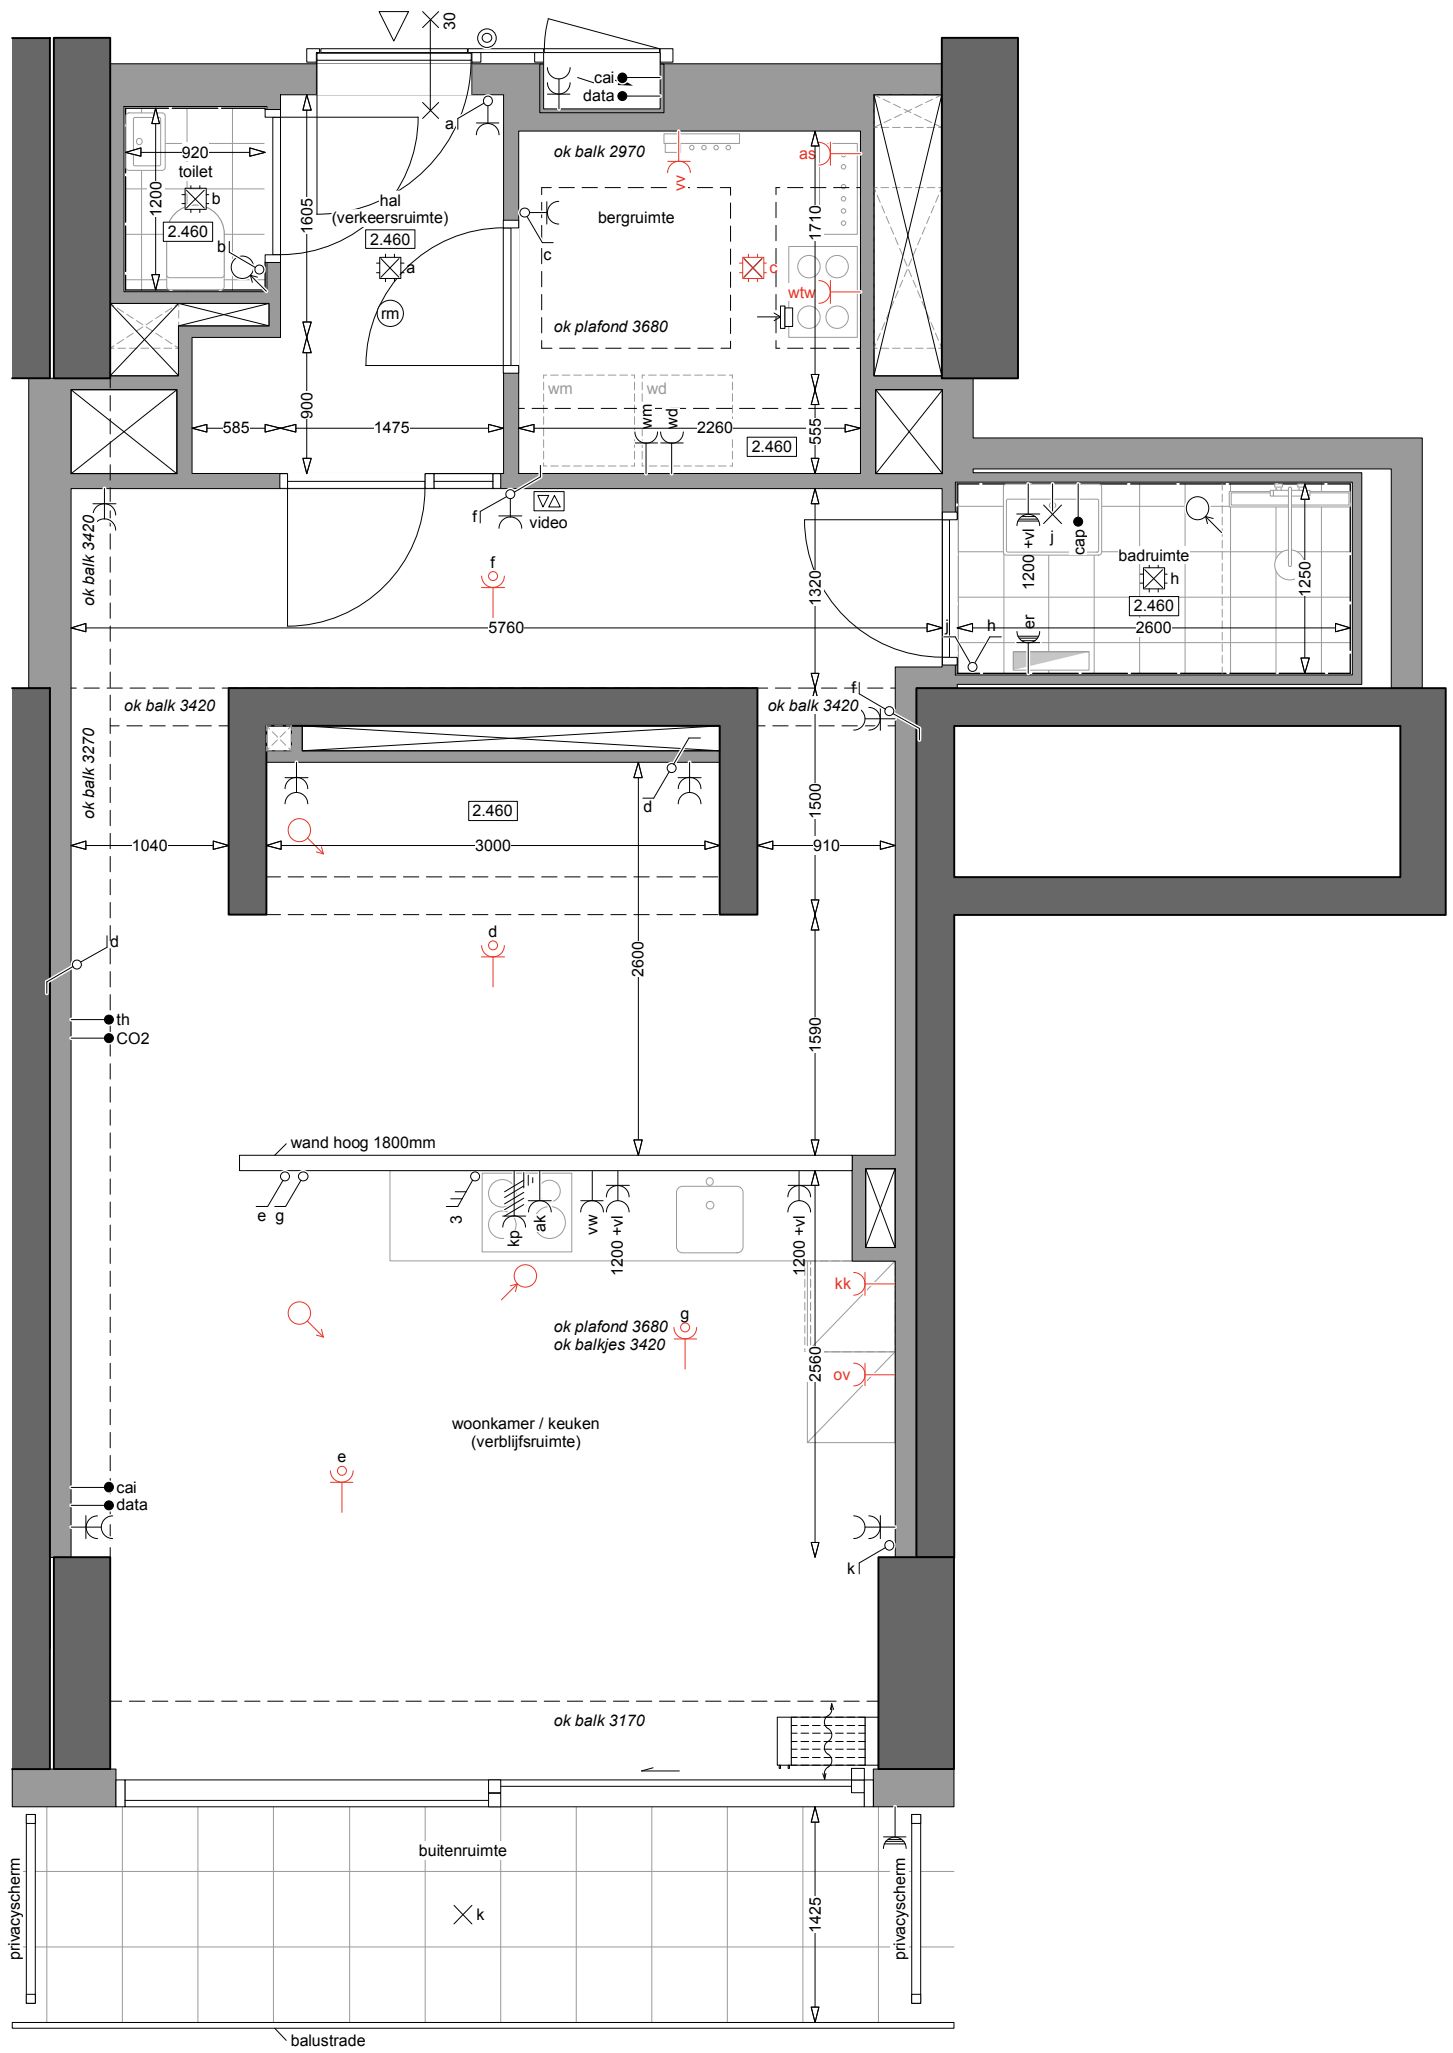 30
cai
data
a
ok balk 2970
vv
as
920
toilet
b
1200
2.460
b
1605
hal
(verkeersruimte)
2.460
a
rm
bergruimte
c
1710
c
wtw
ok plafond 3680
wm
wd
wm
wd
900
585
1475
2260
555
2.460
f
video
ok balk 3420
f
1320
5760
1200 +vl
j
cap
badruimte
h
2.460
1250
er
2600
j
h
ok balk 3420
ok balk 3420
f
ok balk 3270
d
2.460
1500
1040
3000
910
d
d
2600
th
CO2
1590
wand hoog 1800mm
e
g
3
kp
ak
vw
1200 +vl
1200 +vl
kk
g
ok plafond 3680
ok balkjes 3420
2560
ov
woonkamer / keuken
(verblijfsruimte)
e
cai
data
k
ok balk 3170
buitenruimte
privacyscherm
k
1425
privacyscherm
balustrade